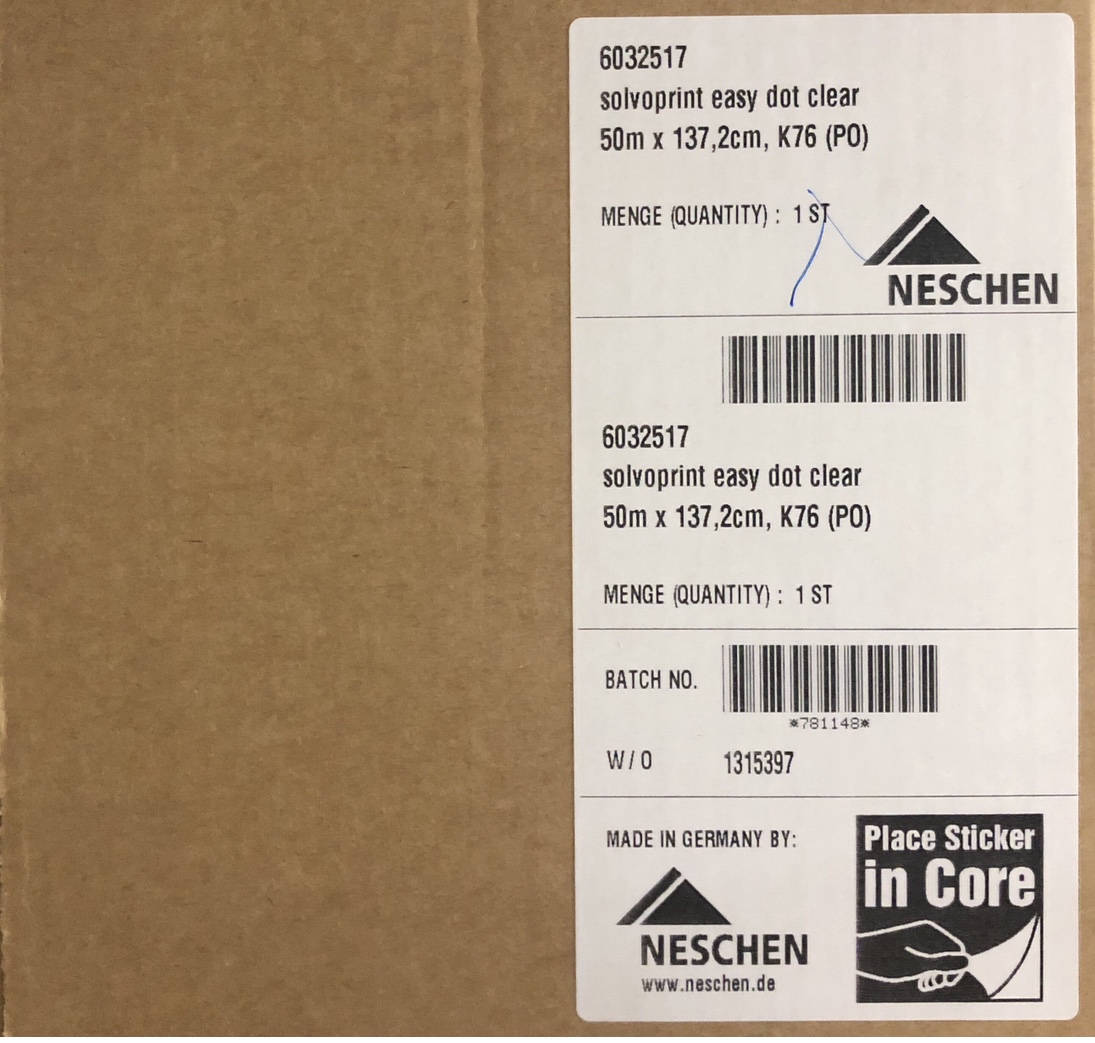 6032517
solvoprint easy dot clear
50m x 137,2cm, K76 (PO)
MENGE (QUANTITY) : 1 ST
NESCHEN
6032517
solvoprint easy dot clear
50m x 137,2cm, K76 (PO)
MENGE (QUANTITY) : 1 ST
BATCH NO.
*781148*
W/O 1315397
MADE IN GERMANY BY:
NESCHEN
www.neschen.de
Place Sticker
in Core